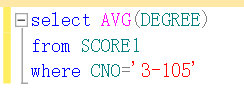 select AVG(DEGREE)
from SCORE1
where CNO='3-105'